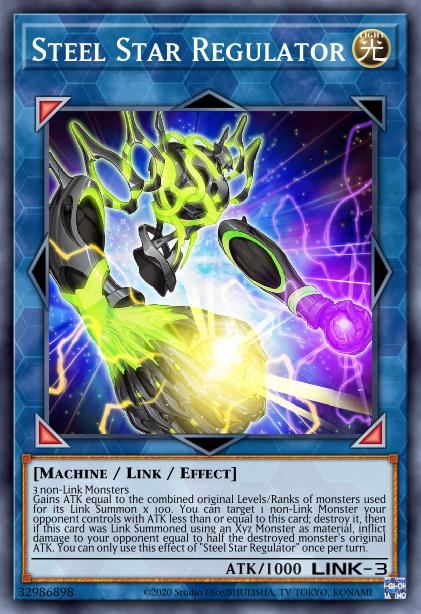 STEEL STAR REGULATOR
LIGHT
光
[MACHINE / LINK / EFFECT]
3 non-Link Monsters
Gains ATK equal to the combined original Levels/Ranks of monsters used
for its Link Summon x 100. You can target 1 non-Link Monster your
opponent controls with ATK less than or equal to this card; destroy it, then
if this card was Link Summoned using an Xyz Monster as material, inflict
damage to your opponent equal to half the destroyed monster's original
ATK. You can only use this effect of "Steel Star Regulator" once per turn.
ATK/1000 LINK-3
32986898 ©2020 Studio Dice/SHUEISHA, TV TOKYO, KONAMI